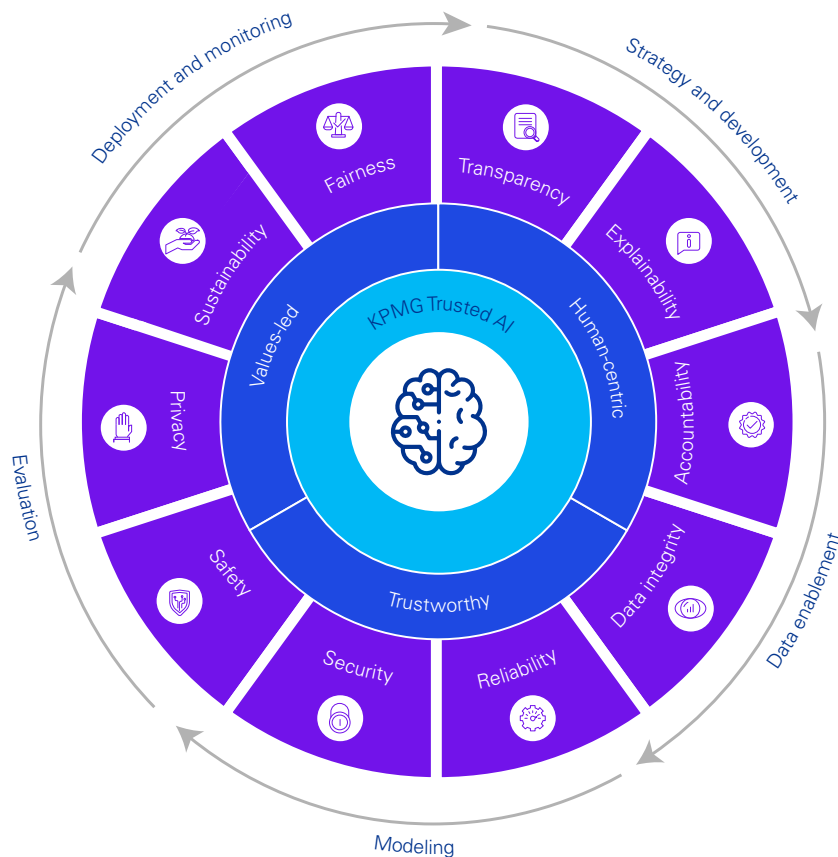 Deployment and monitoring
Strategy and development
Data enablement
Modeling
Evaluation
Fairness
Transparency
Explainability
Accountability
Data integrity
Reliability
Security
Safety
Privacy
Sustainability
Values-led
Human-centric
Trustworthy
KPMG Trusted AI